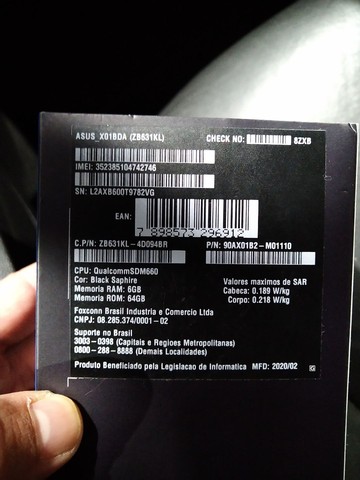 ASUS X01BDA (ZB631KL)
CHECK NO: 8ZXB
IMEI: 352385104742746
SN: L2AXB600T9782VG
EAN:
7 898573 296912
C.P/N: ZB631KL-4D094BR
P/N: 90AX01B2-M01110
CPU: QualcommSDM660
Cor: Black Saphire
Memoria RAM: 6GB
Memoria ROM: 64GB
Valores maximos de SAR
Cabeca: 0.189 W/kg
Corpo: 0.218 W/kg
Foxconn Brasil Industria e Comercio Ltda
CNPJ: 08.285.374/0001-02
Suporte no Brasil
3003-0398 (Capitais e Regioes Metropolitanas)
0800-288-8888 (Demais Localidades)
Produto Beneficiado pela Legislacao de Informatica MFD: 2020/02